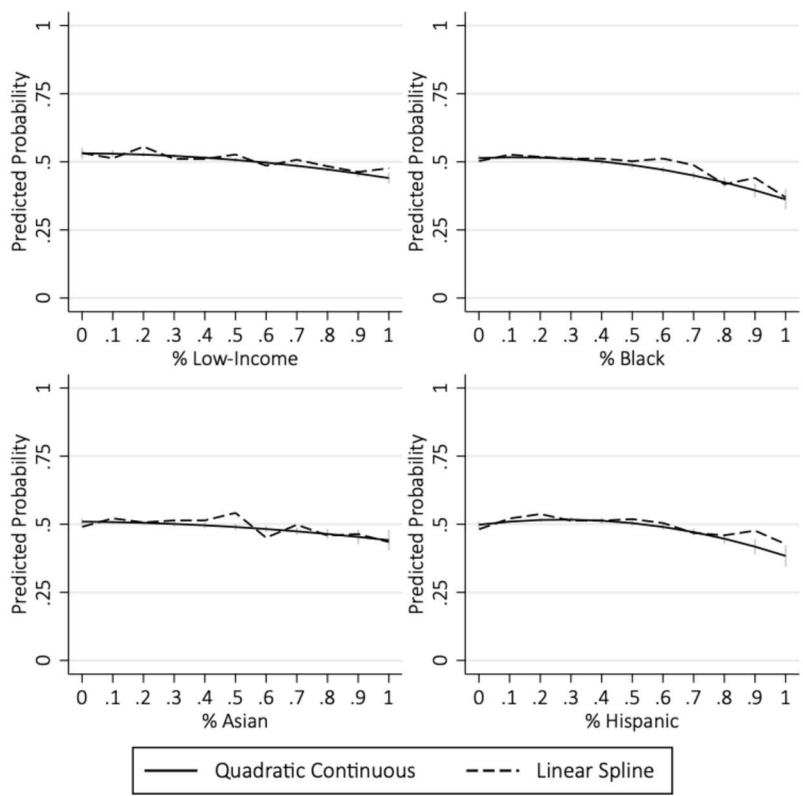 Predicted Probability
1
.75
.5
.25
0
0 .1 .2 .3 .4 .5 .6 .7 .8 .9 1
% Low-Income
Predicted Probability
1
.75
.5
.25
0
0 .1 .2 .3 .4 .5 .6 .7 .8 .9 1
% Black
Predicted Probability
1
.75
.5
.25
0
0 .1 .2 .3 .4 .5 .6 .7 .8 .9 1
% Asian
Predicted Probability
1
.75
.5
.25
0
0 .1 .2 .3 .4 .5 .6 .7 .8 .9 1
% Hispanic
Quadratic Continuous
Linear Spline